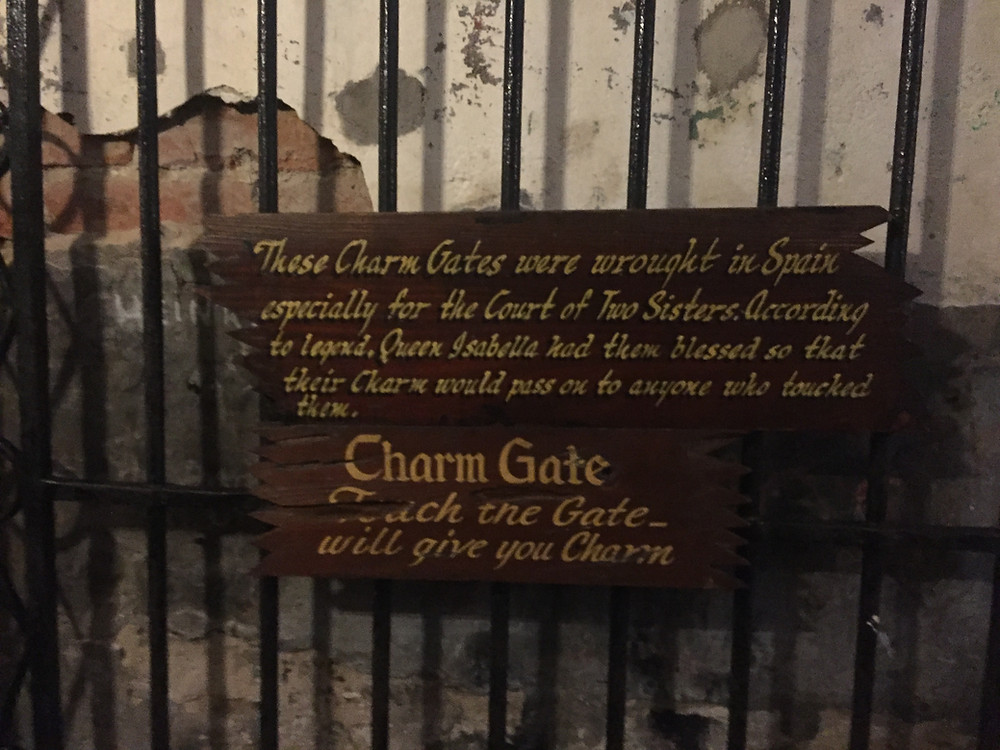 These Charm Gates were wrought in Spain
especially for the Court of Two Sisters. According
to legend, Queen Isabella had them blessed so that
their Charm would pass on to anyone who touched
them.
Charm Gate
Touch the Gate_
will give you Charm